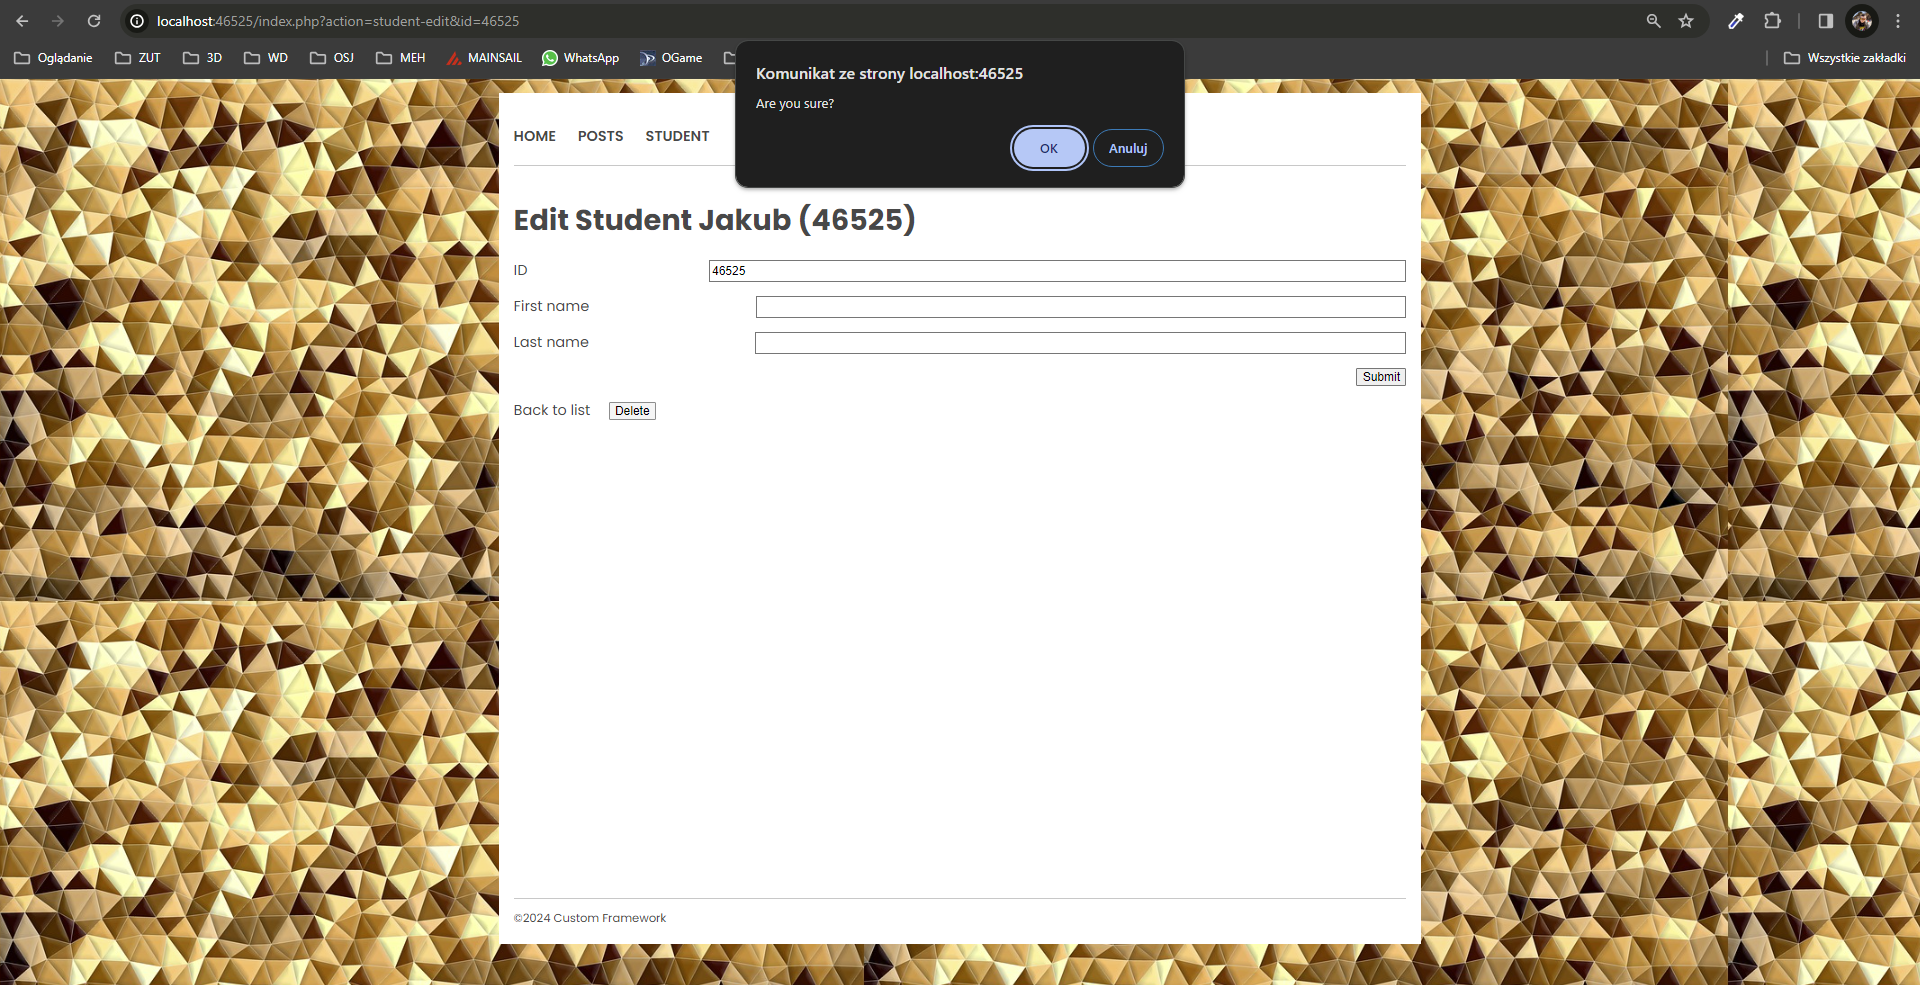 localhost:46525/index.php?action=student-edit&id=46525
Oglądanie ZUT 3D WD OSJ MEH MAINSAIL WhatsApp OGame Wszystkie zakładki
Komunikat ze strony localhost:46525
Are you sure?
OK Anuluj
HOME POSTS STUDENT
Edit Student Jakub (46525)
ID 46525
First name
Last name
Submit
Back to list Delete
©2024 Custom Framework